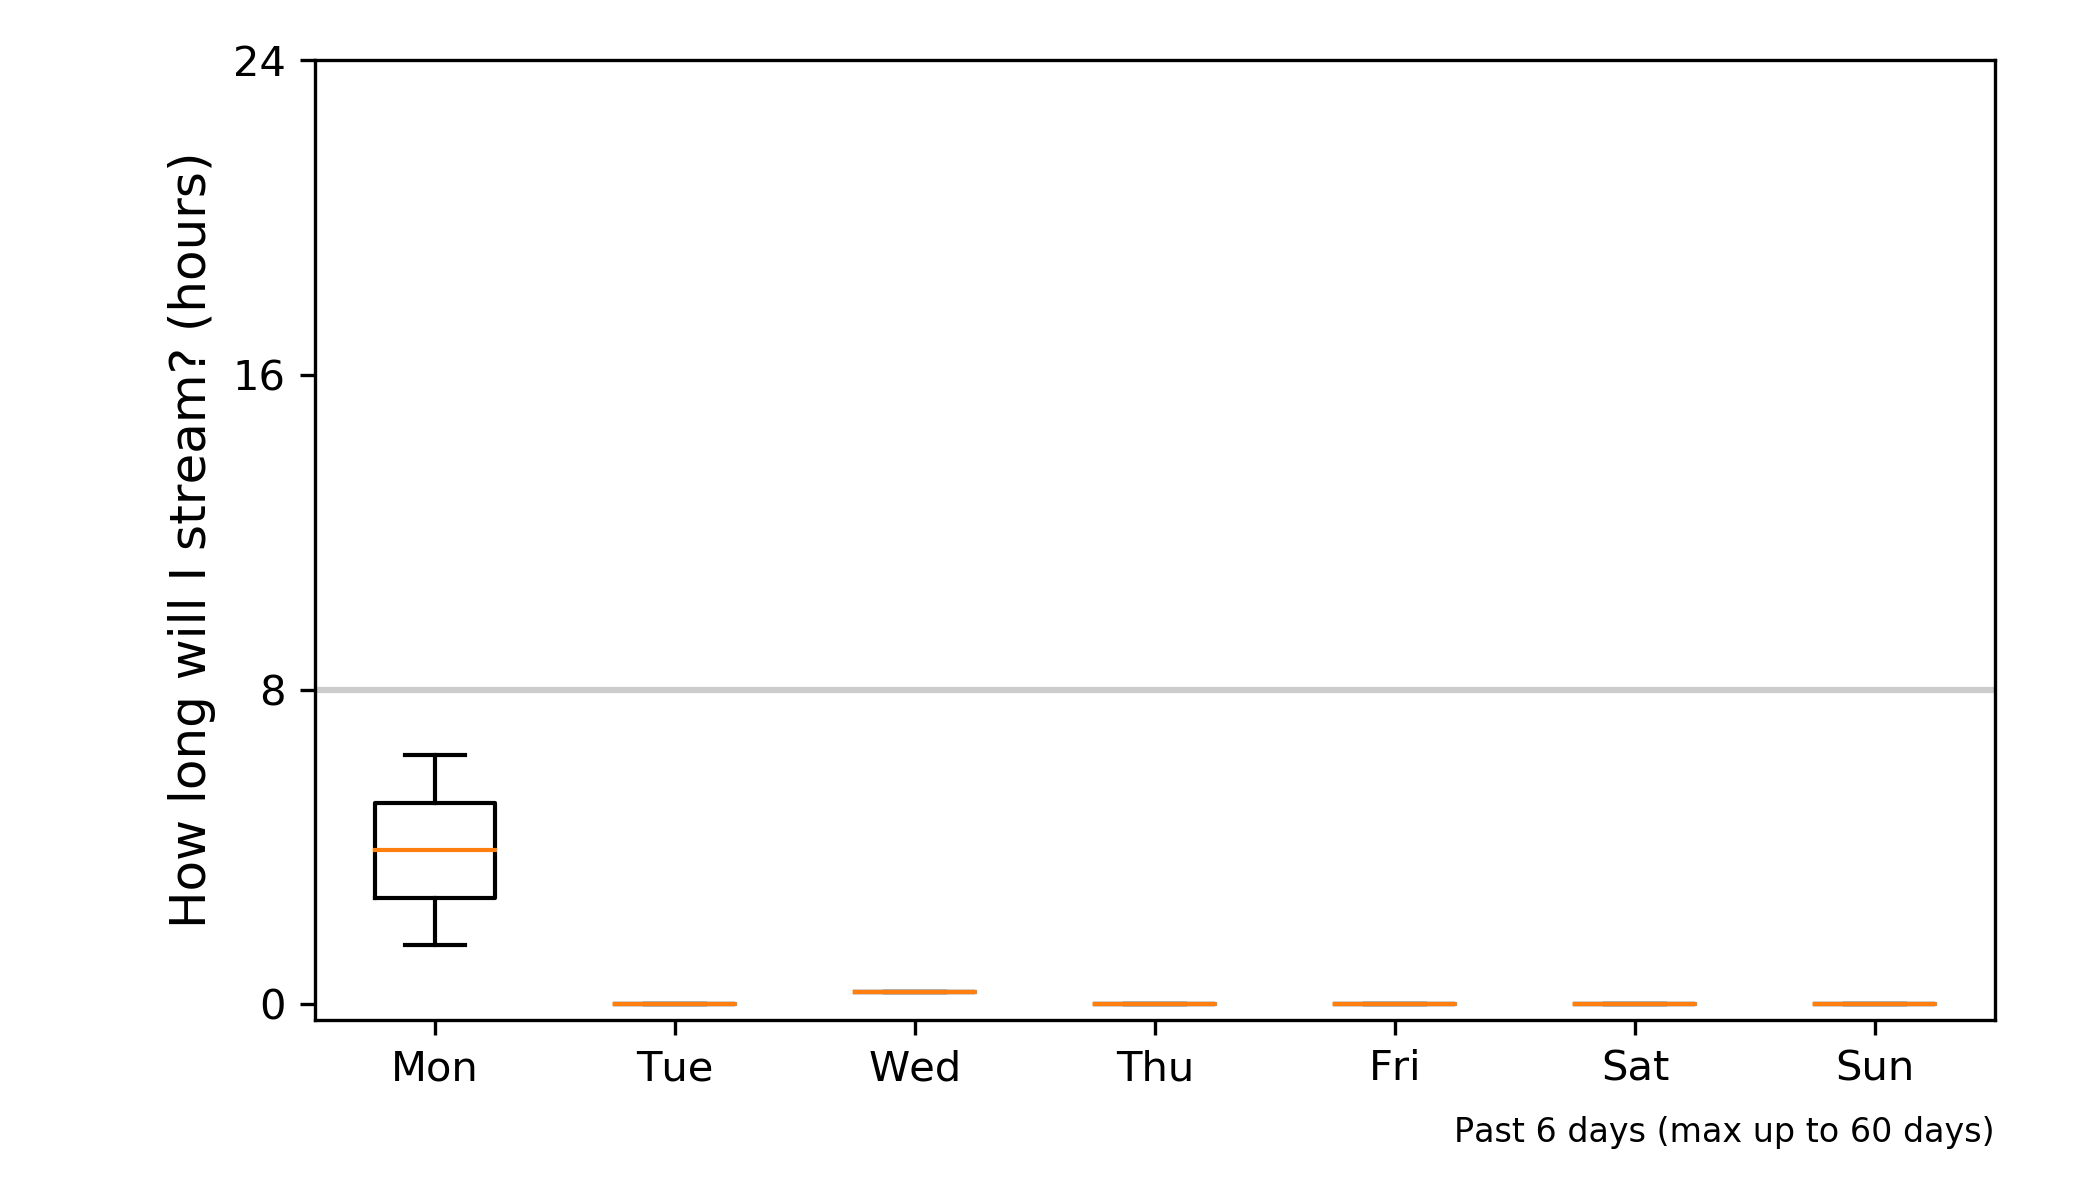 How long will I stream? (hours)
24
16
8
0
Mon Tue Wed Thu Fri Sat Sun
Past 6 days (max up to 60 days)